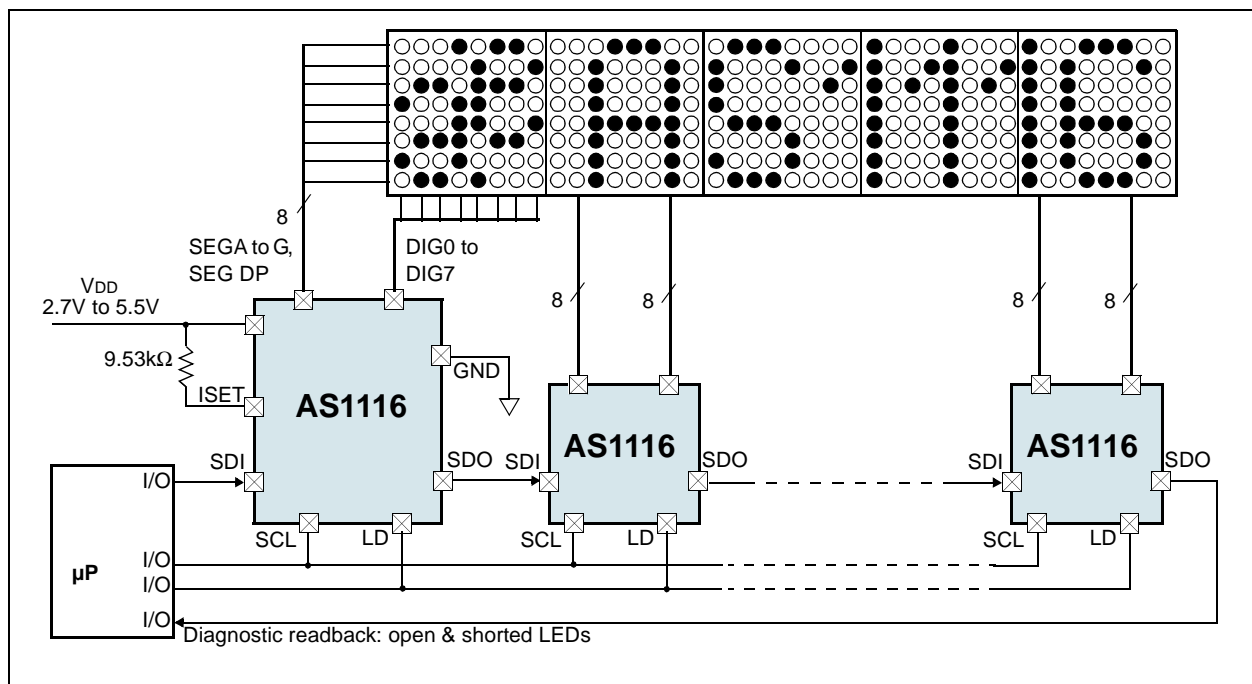 8
SEGA to G,
SEG DP
DIG0 to
DIG7
VDD
2.7V to 5.5V
9.53kΩ
ISET
GND
AS1116
SDI
SDO
SCL
LD
8
8
SDI
AS1116
SDO
SCL
LD
8
8
SDI
AS1116
SDO
SCL
LD
µP
I/O
I/O
I/O
I/O
Diagnostic readback: open & shorted LEDs